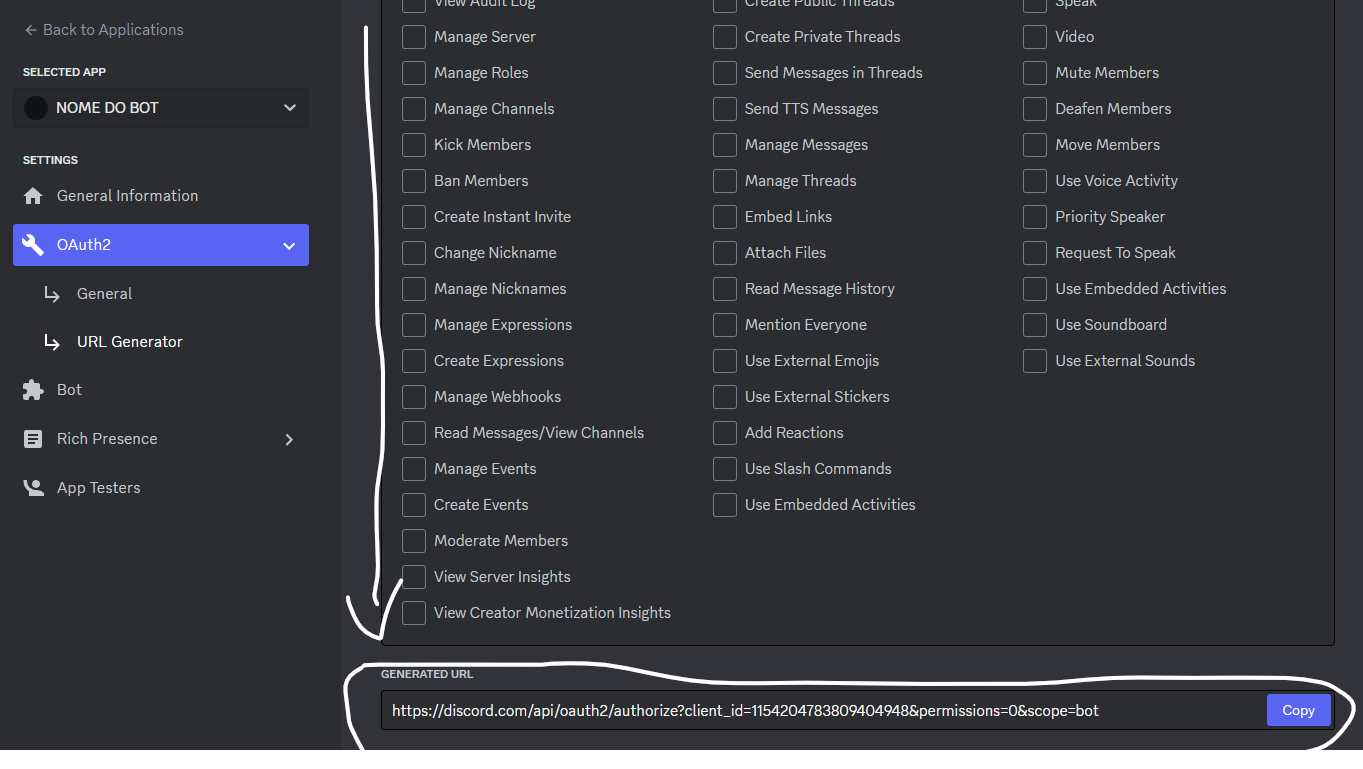 ← Back to Applications
SELECTED APP
NOME DO BOT
SETTINGS
General Information
OAuth2
General
URL Generator
Bot
Rich Presence
App Testers
View Audit Log
Manage Server
Manage Roles
Manage Channels
Kick Members
Ban Members
Create Instant Invite
Change Nickname
Manage Nicknames
Manage Expressions
Create Expressions
Manage Webhooks
Read Messages/View Channels
Manage Events
Create Events
Moderate Members
View Server Insights
View Creator Monetization Insights
Create Public Threads
Create Private Threads
Send Messages in Threads
Send TTS Messages
Manage Messages
Manage Threads
Embed Links
Attach Files
Read Message History
Mention Everyone
Use External Emojis
Use External Stickers
Add Reactions
Use Slash Commands
Use Embedded Activities
Speak
Video
Mute Members
Deafen Members
Move Members
Use Voice Activity
Priority Speaker
Request To Speak
Use Embedded Activities
Use Soundboard
Use External Sounds
GENERATED URL
https://discord.com/api/oauth2/authorize?client_id=1154204783809404948&permissions=0&scope=bot
Copy